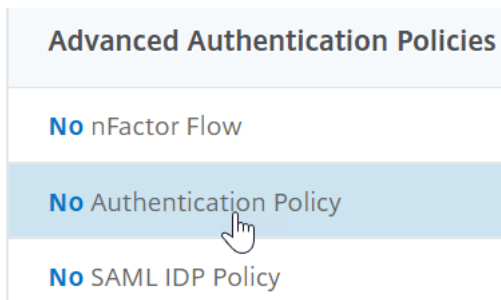 Advanced Authentication Policies
No nFactor Flow
No Authentication Policy
No SAML IDP Policy